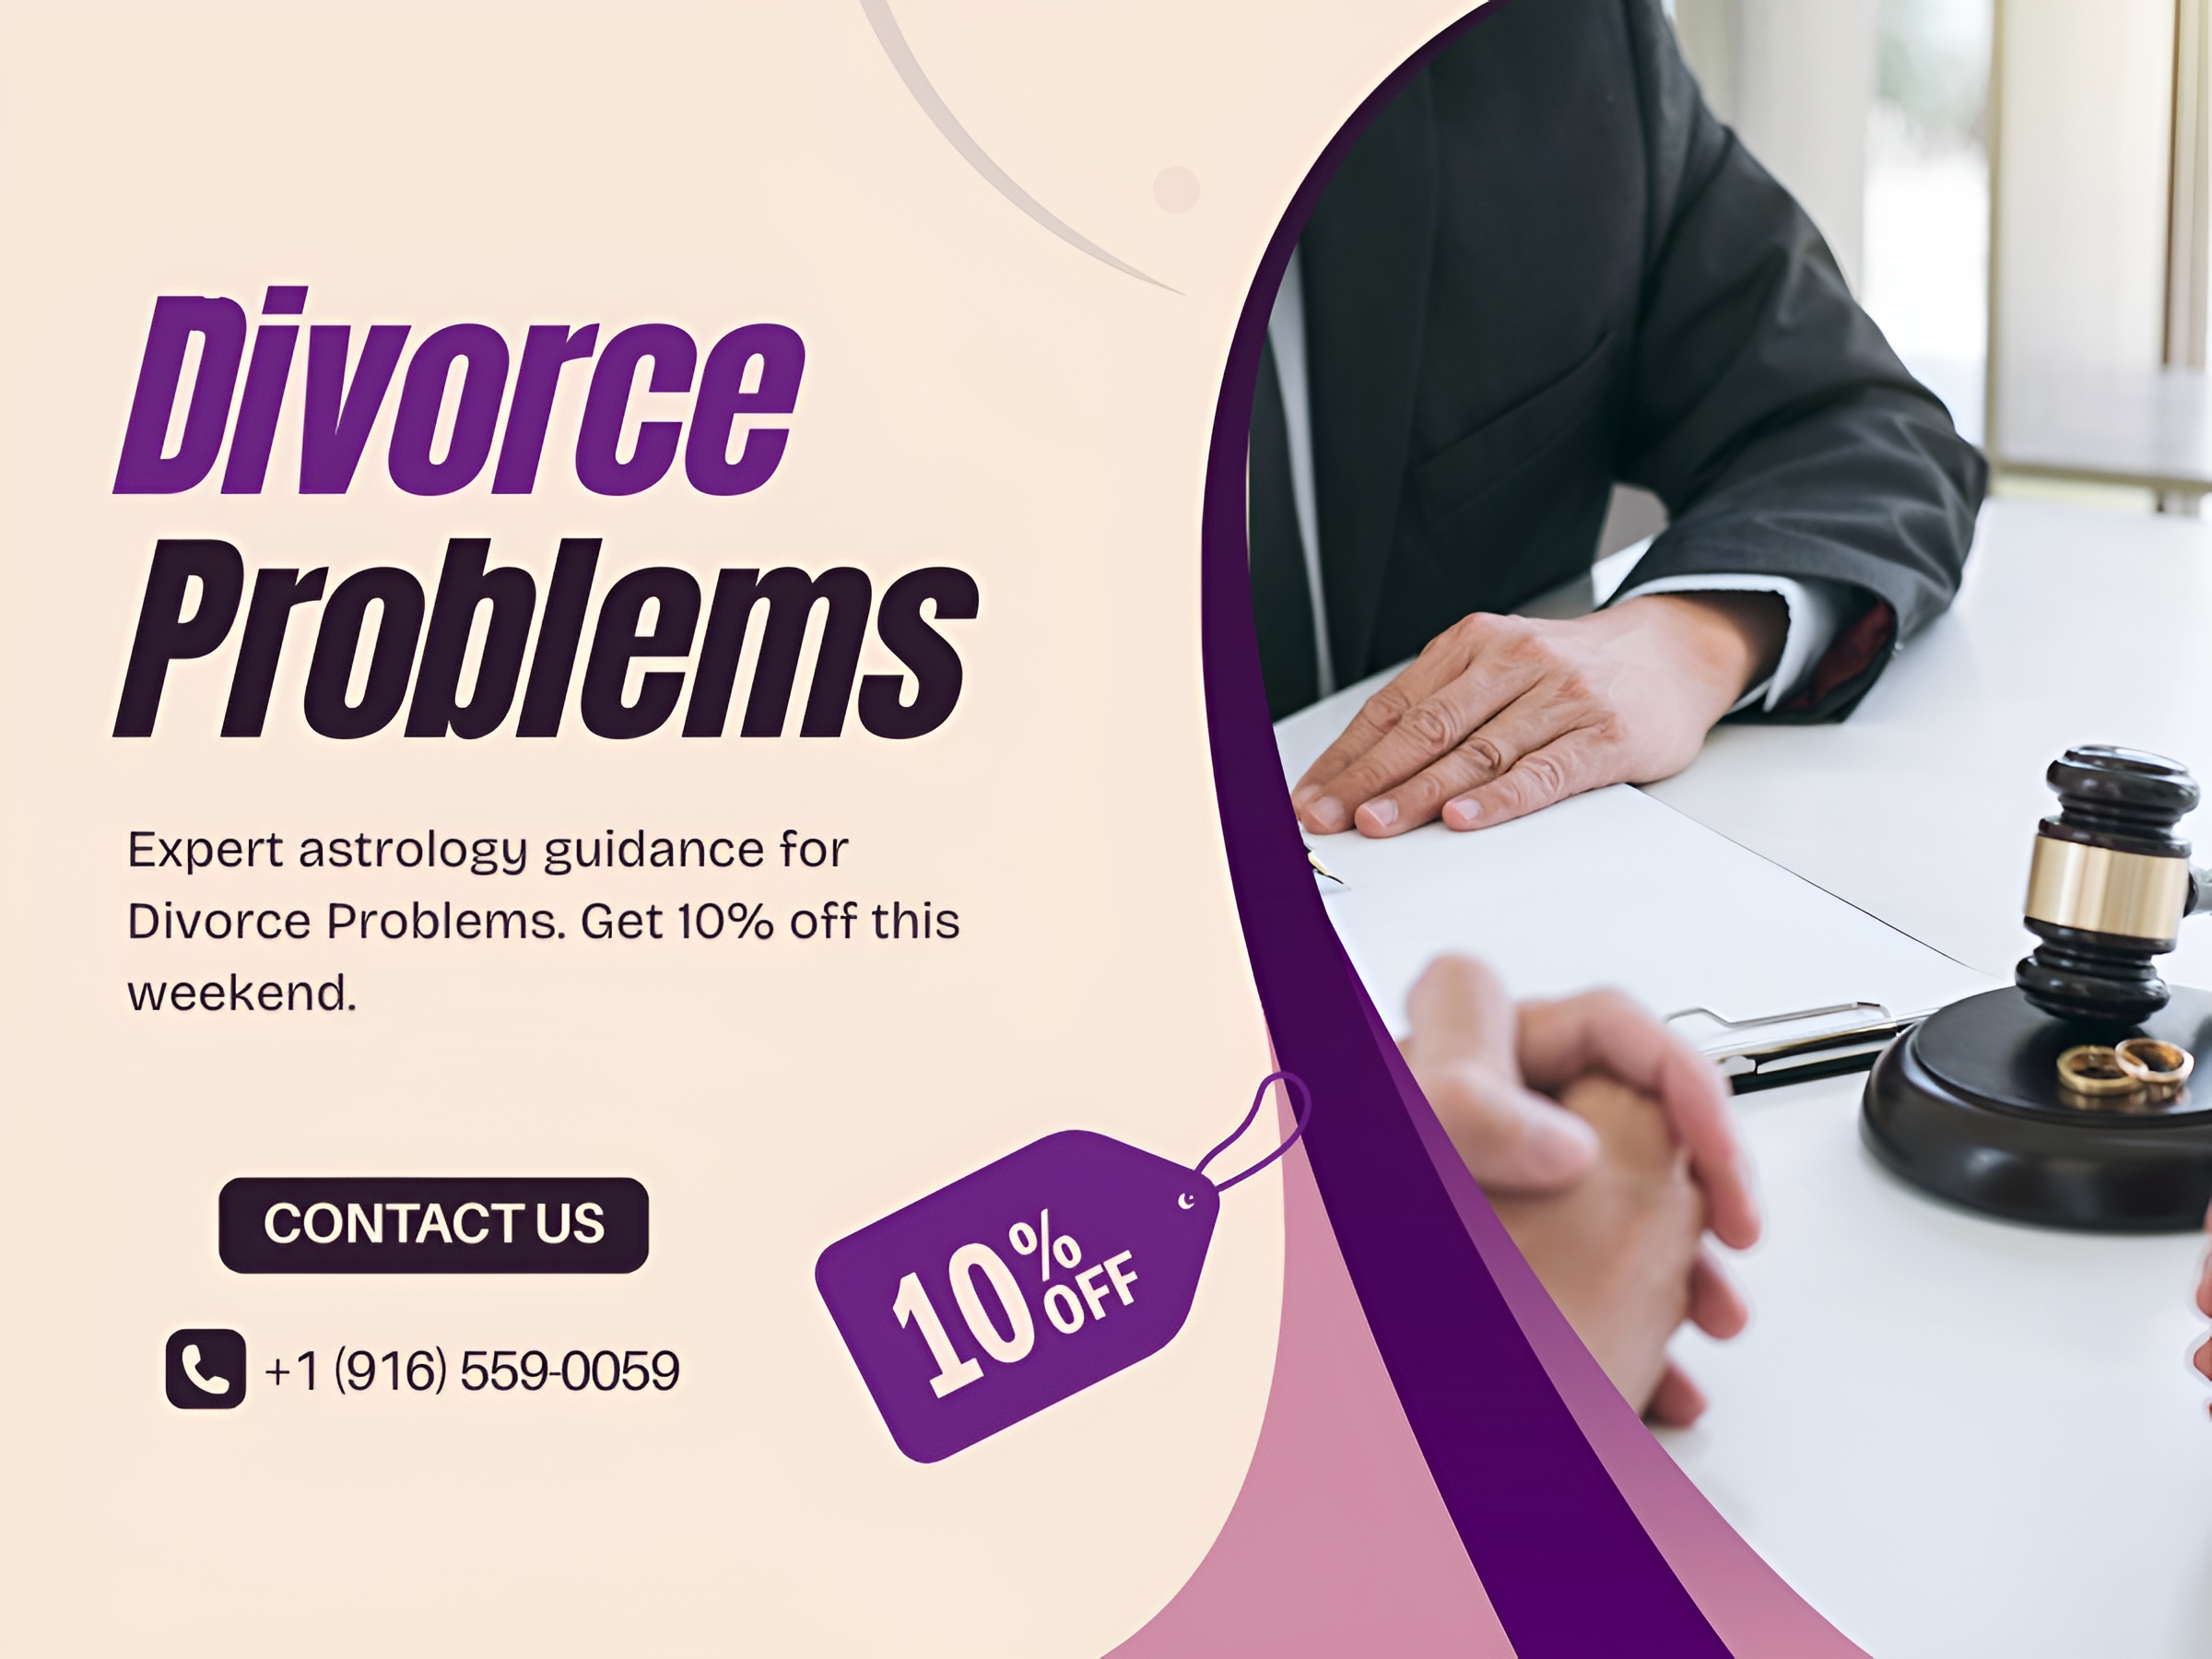 Divorce
Problems
Expert astrology guidance for
Divorce Problems. Get 10% off this
weekend.
CONTACT US
+1 (916) 559-0059
10%
OFF